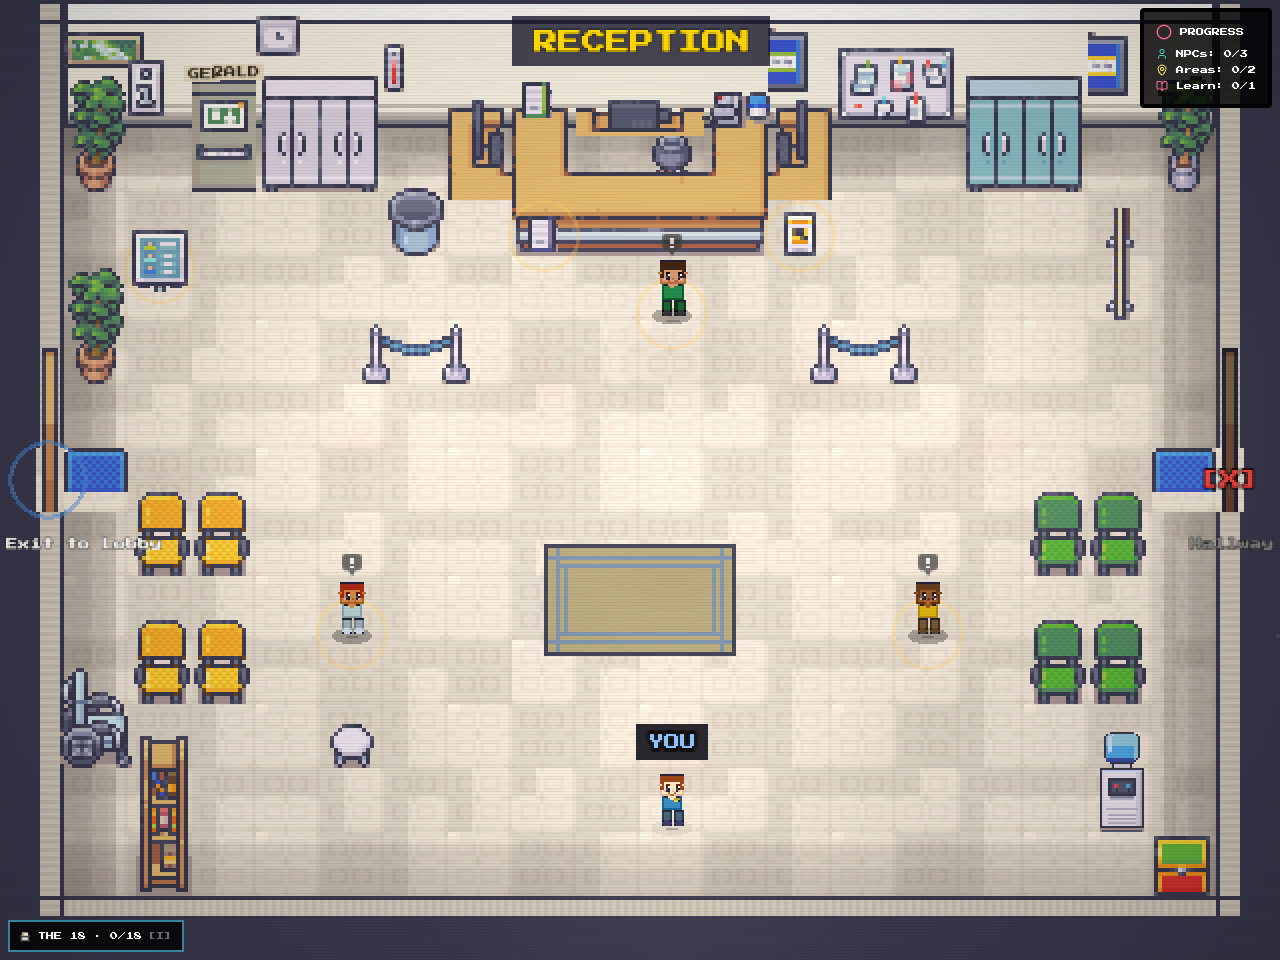 RECEPTION
PROGRESS
NPCs: 0/3
Areas: 0/2
Learn: 0/1
GERALD
!
[X]
Exit to Lobby
Hallway
!
!
YOU
THE 18 · 0/18 [I]